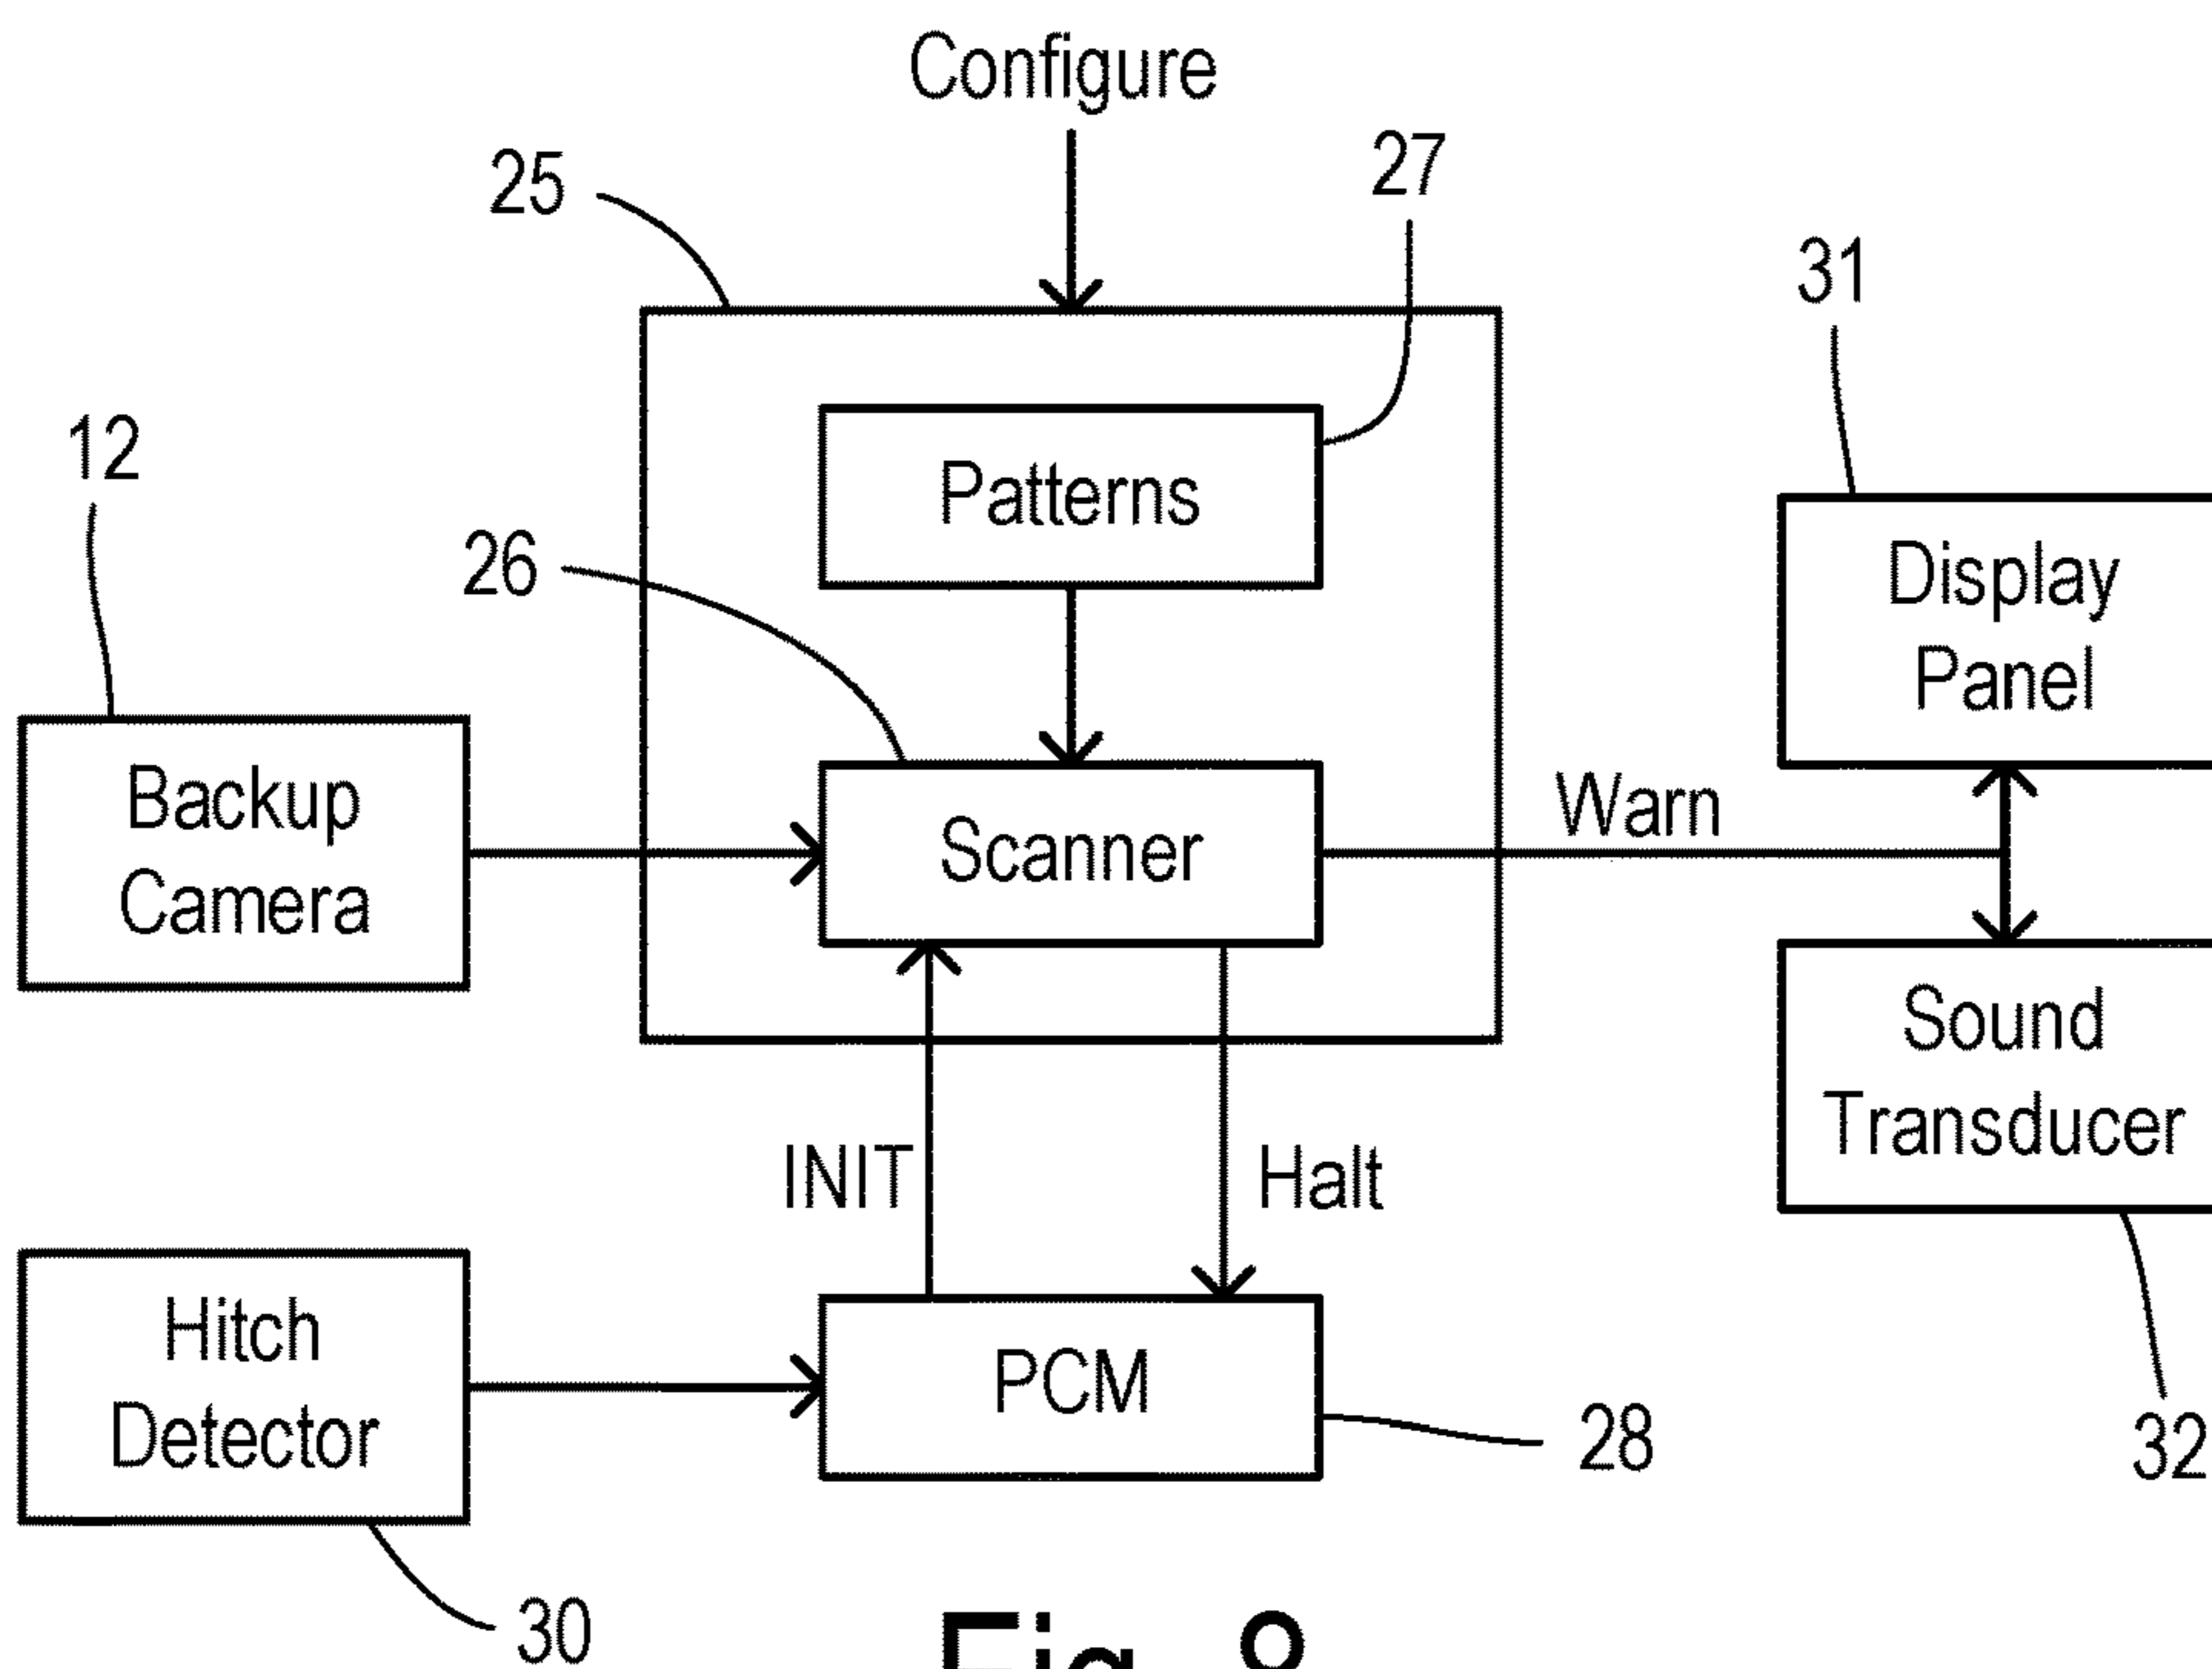 Configure
25
27
31
12
Patterns
26
Display
Panel
Backup
Camera
Scanner
Warn
Sound
Transducer
INIT
Halt
Hitch
Detector
PCM
28
32
30